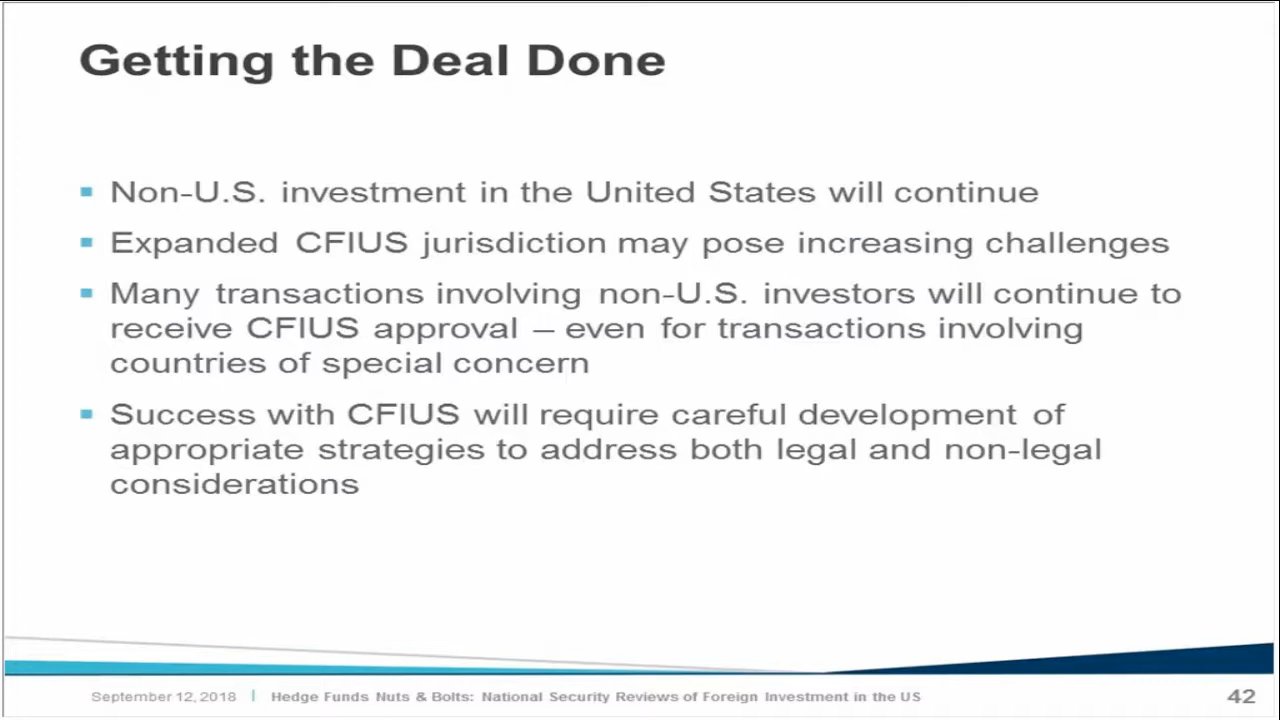 Getting the Deal Done
Non-U.S. investment in the United States will continue
Expanded CFIUS jurisdiction may pose increasing challenges
Many transactions involving non-U.S. investors will continue to
receive CFIUS approval – even for transactions involving
countries of special concern
Success with CFIUS will require careful development of
appropriate strategies to address both legal and non-legal
considerations
September 12, 2018 | Hedge Funds Nuts & Bolts: National Security Reviews of Foreign Investment in the US 42